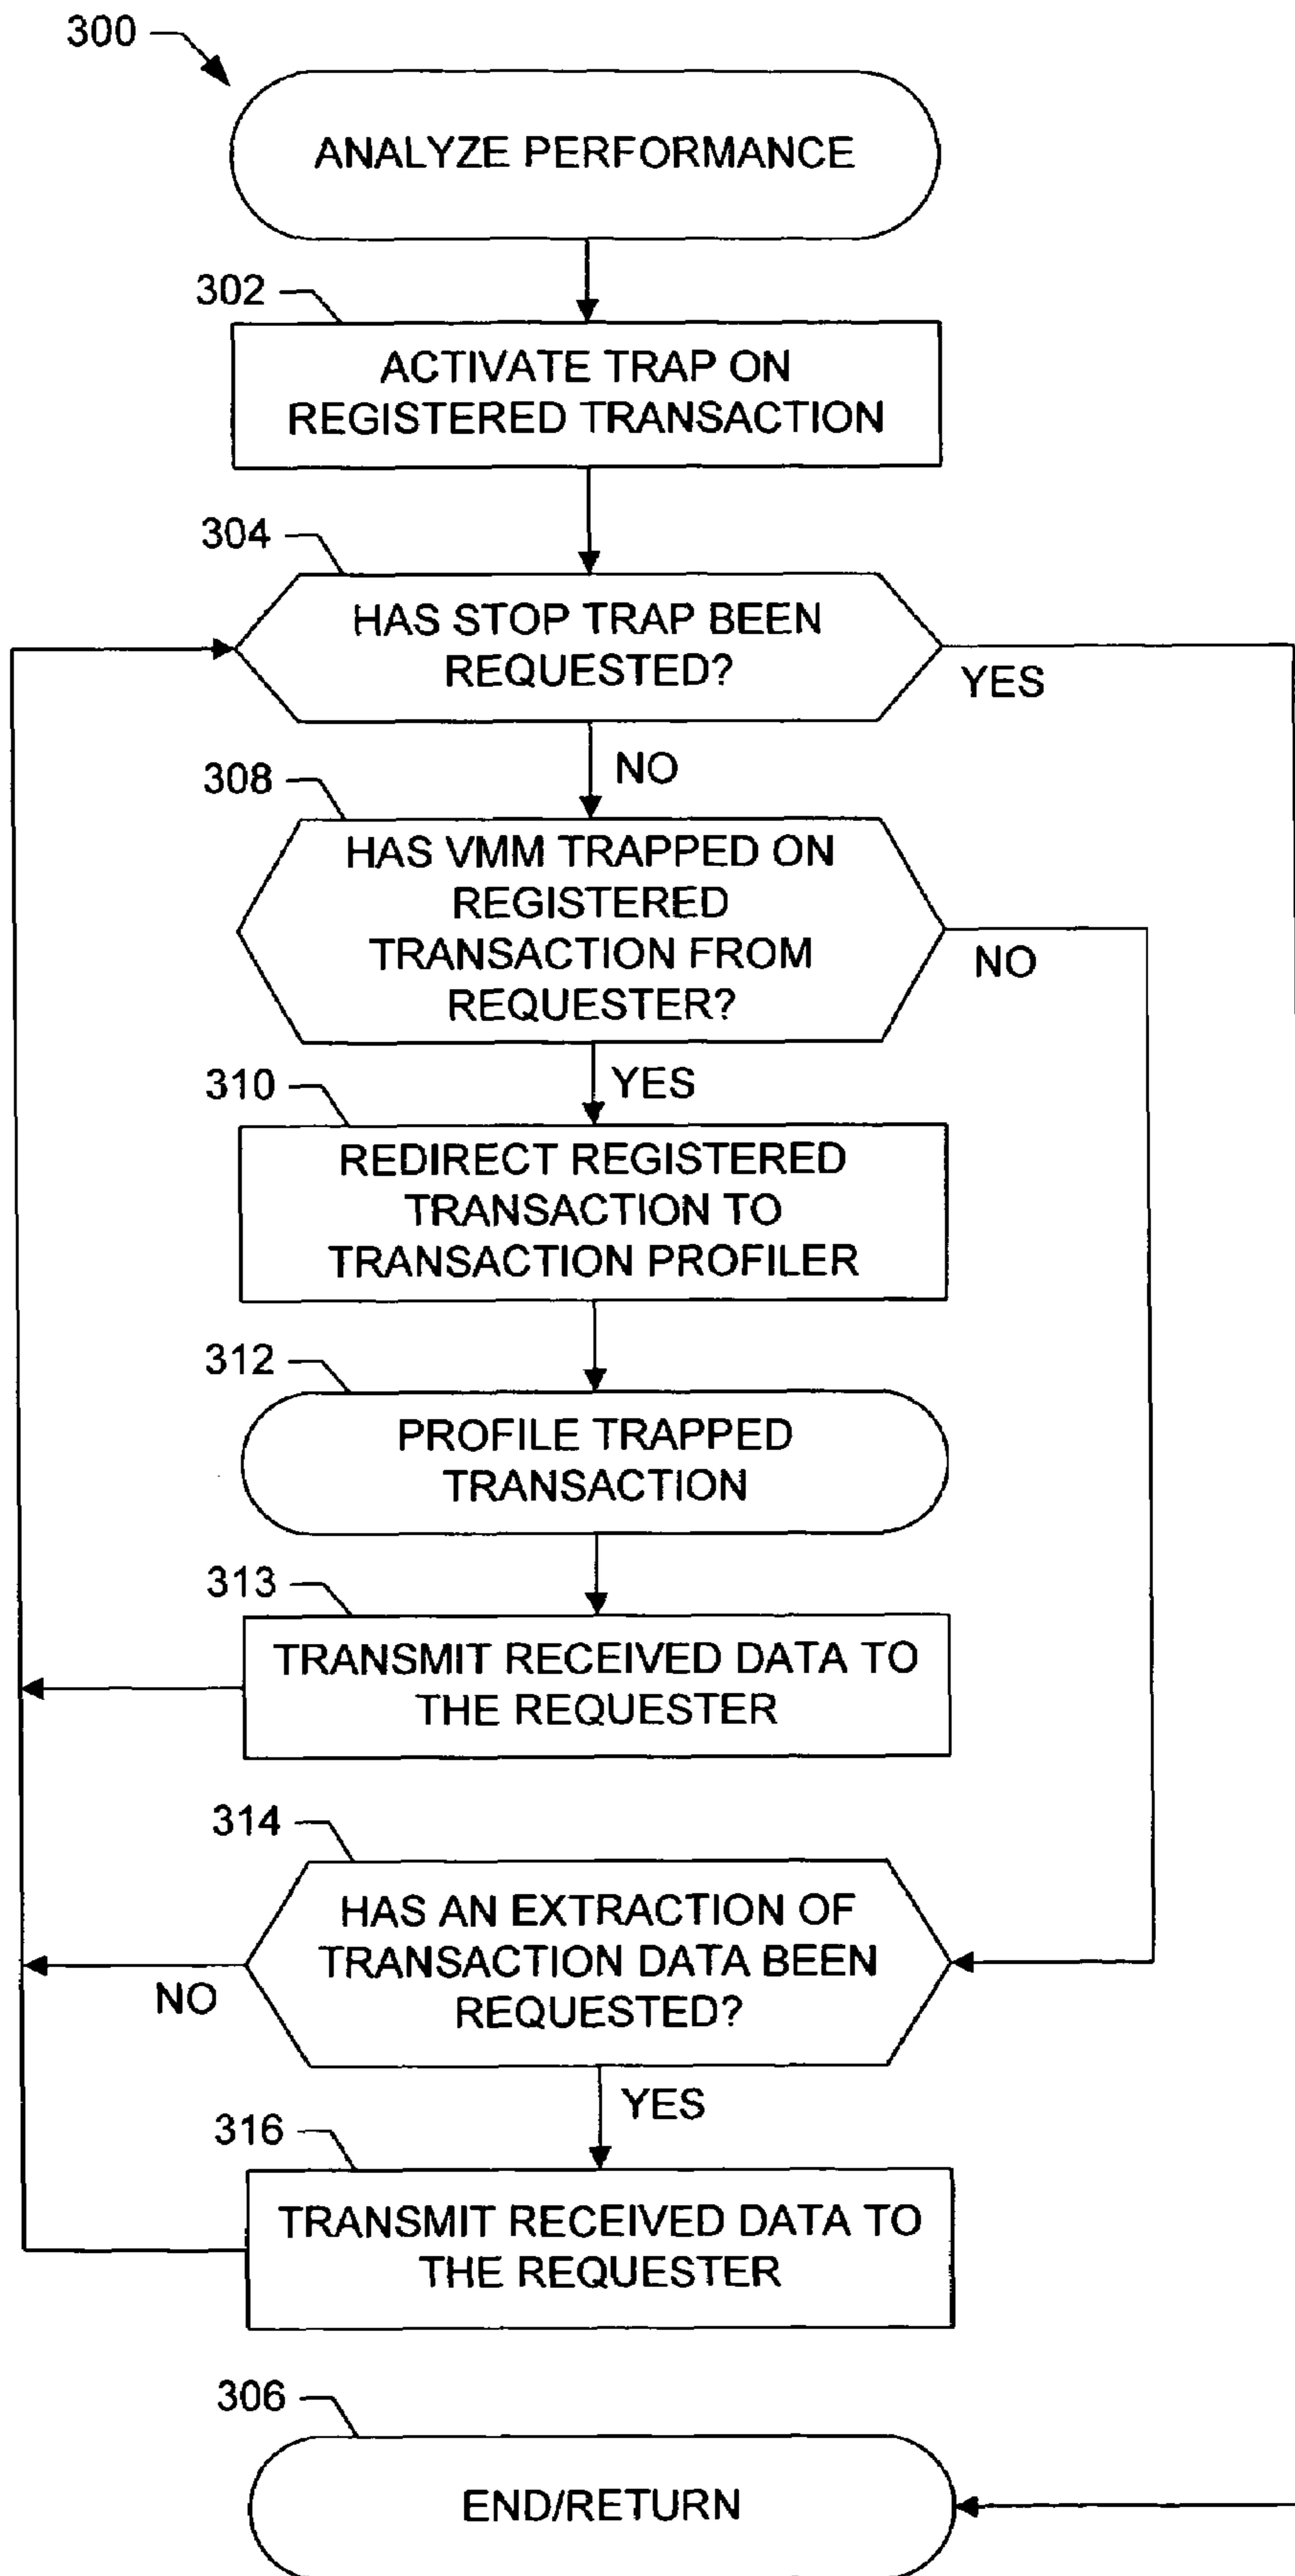 300
ANALYZE PERFORMANCE
302
ACTIVATE TRAP ON
REGISTERED TRANSACTION
304
HAS STOP TRAP BEEN
REQUESTED?
YES
NO
308
HAS VMM TRAPPED ON
REGISTERED
TRANSACTION FROM
REQUESTER?
NO
YES
310
REDIRECT REGISTERED
TRANSACTION TO
TRANSACTION PROFILER
312
PROFILE TRAPPED
TRANSACTION
313
TRANSMIT RECEIVED DATA TO
THE REQUESTER
314
HAS AN EXTRACTION OF
TRANSACTION DATA BEEN
REQUESTED?
NO
YES
316
TRANSMIT RECEIVED DATA TO
THE REQUESTER
306
END/RETURN